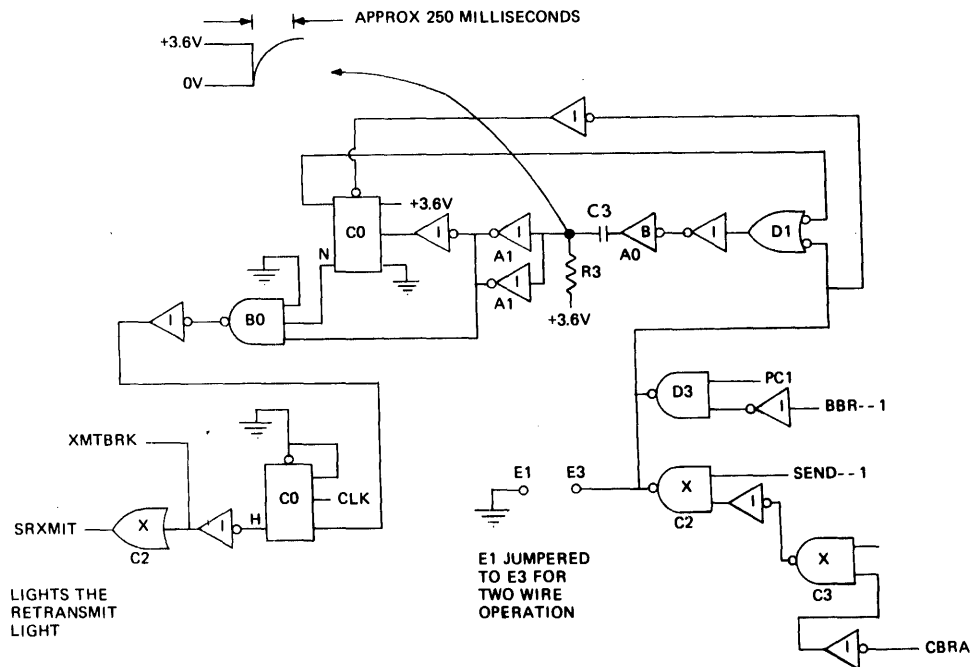 APPROX 250 MILLISECONDS
+3.6V
0V
I
C3
+3.6V
C0
I
I
A1
B
A0
I
D1
N
I
A1
R3
+3.6V
I
B0
D3
PC1
I
BBR--1
XMTBRK
E1
E3
X
C2
SEND--1
I
C0
CLK
H
SRXMIT
X
C2
I
X
C3
E1 JUMPERED
TO E3 FOR
TWO WIRE
OPERATION
LIGHTS THE
RETRANSMIT
LIGHT
I
CBRA